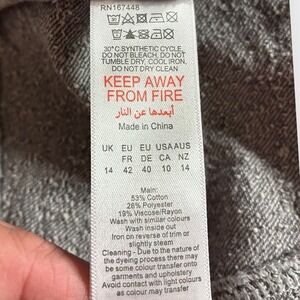 RN167448
30°C SYNTHETIC CYCLE
DO NOT BLEACH, DO NOT
TUMBLE DRY, COOL IRON,
DO NOT DRY CLEAN
KEEP AWAY
FROM FIRE
أبعدها عن النار
Made in China
UK EU EU USA AUS
FR DE CA NZ
14 42 40 10 14
Main:
53% Cotton
28% Polyester
19% Viscose/Rayon
Wash with similar colours
Wash inside out
Iron on reverse of trim or
slightly steam
Cleaning - Due to the nature of
the dyeing process there may
be some colour transfer onto
garments and upholstery
Avoid contact with light colours
as colour may transfer